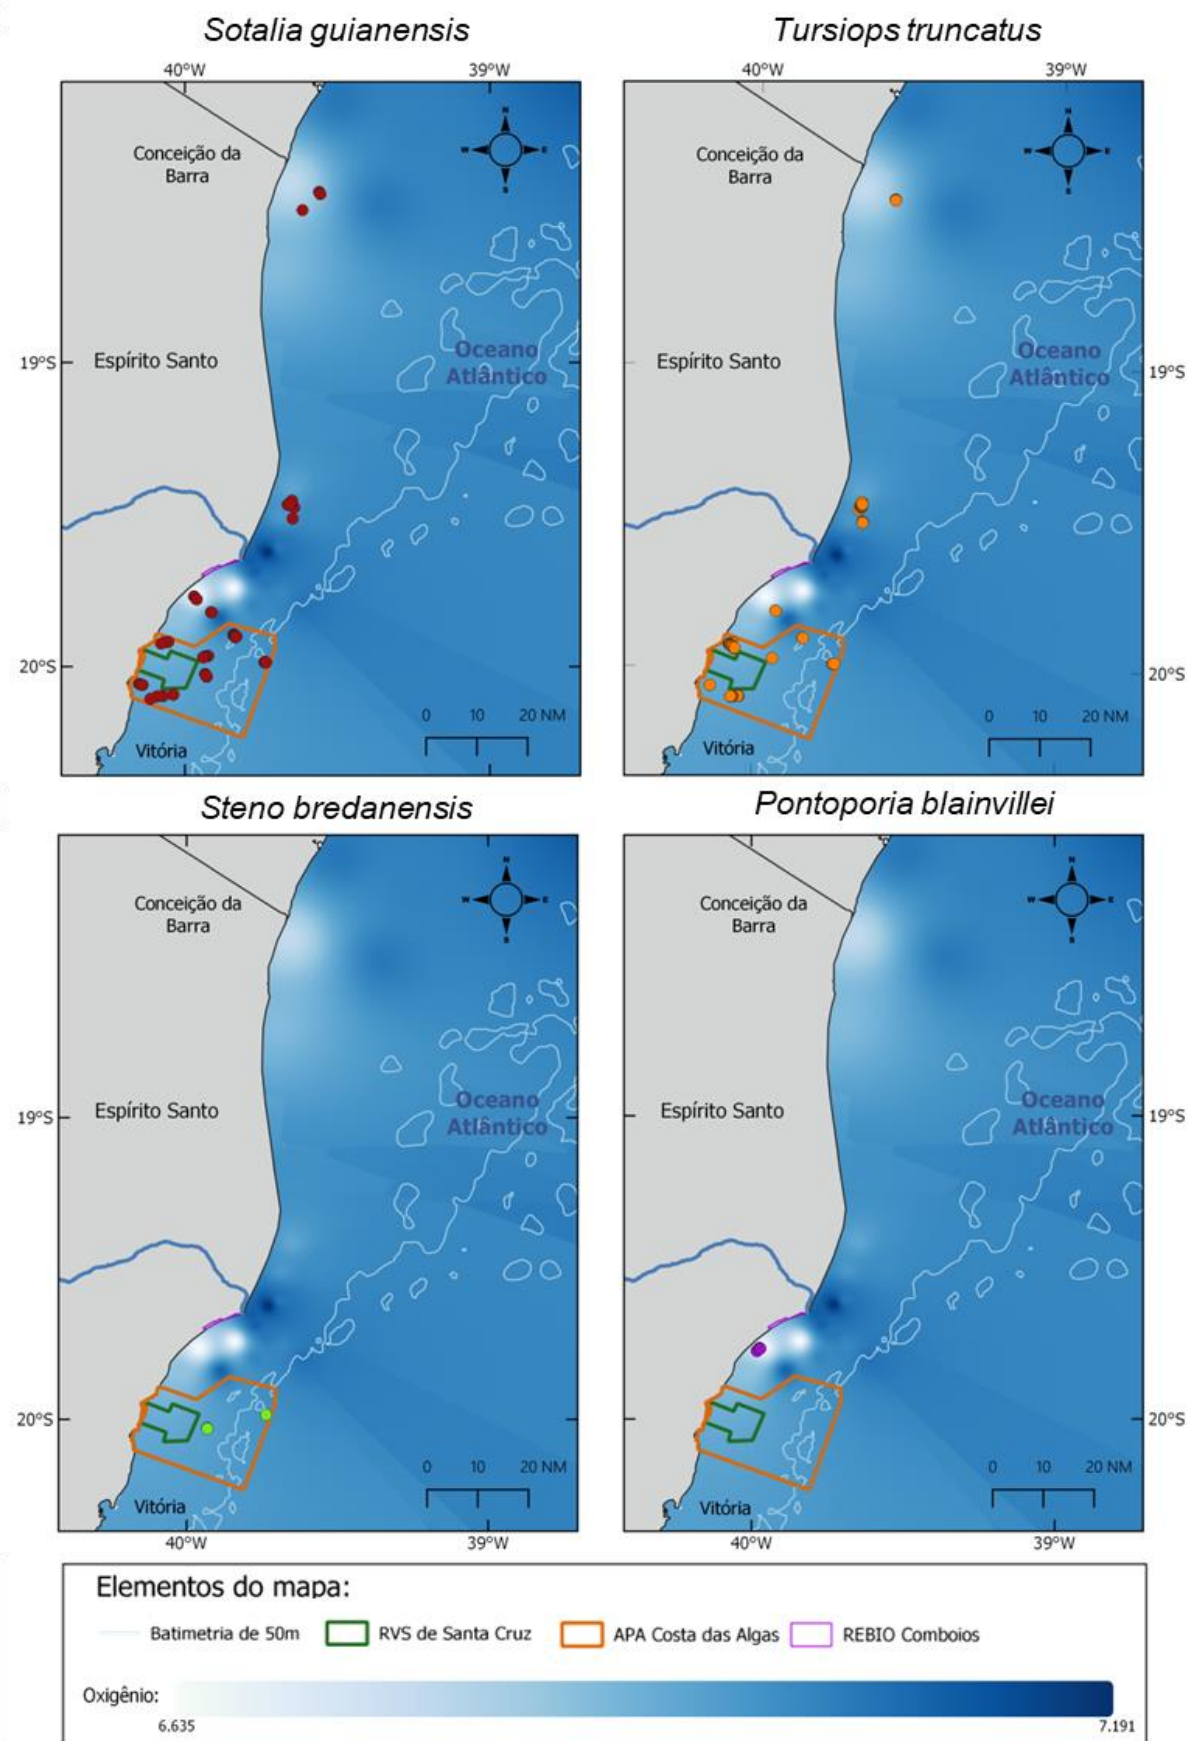 Sotalia guianensis
Tursiops truncatus
40°W
39°W
40°W
39°W
N
W
E
S
Conceição da
Barra
19°S
Espírito Santo
Oceano
Atlântico
20°S
0 10 20 NM
Vitória
N
W
E
S
Conceição da
Barra
Espírito Santo
Oceano
Atlântico
19°S
20°S
0 10 20 NM
Vitória
Steno bredanensis
Pontoporia blainvillei
N
W
E
S
Conceição da
Barra
19°S
Espírito Santo
Oceano
Atlântico
20°S
0 10 20 NM
Vitória
40°W
39°W
N
W
E
S
Conceição da
Barra
Espírito Santo
Oceano
Atlântico
19°S
20°S
0 10 20 NM
Vitória
40°W
39°W
Elementos do mapa:
Batimetria de 50m RVS de Santa Cruz APA Costa das Algas REBIO Comboios
Oxigênio:
6.635 7.191